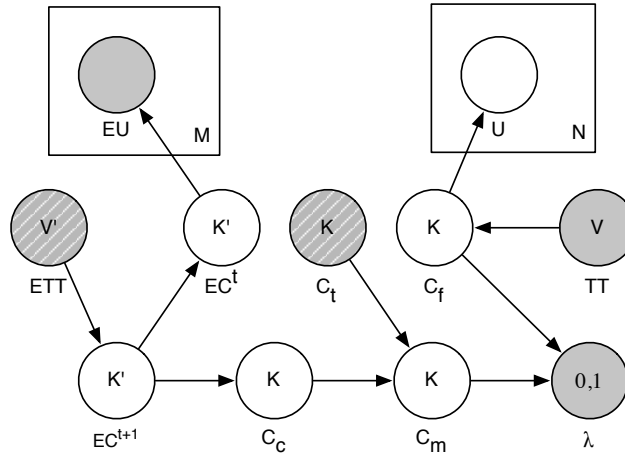 EU
M
U
N
V'
K'
K
K
V
ETT
EC^t
C_t
C_f
TT
K'
K
K
0,1
EC^{t+1}
C_c
C_m
λ